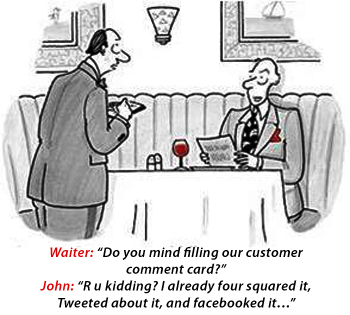 Waiter: “Do you mind filling our customer
comment card?”
John: “R u kidding? I already four squared it,
Tweeted about it, and facebooked it…”